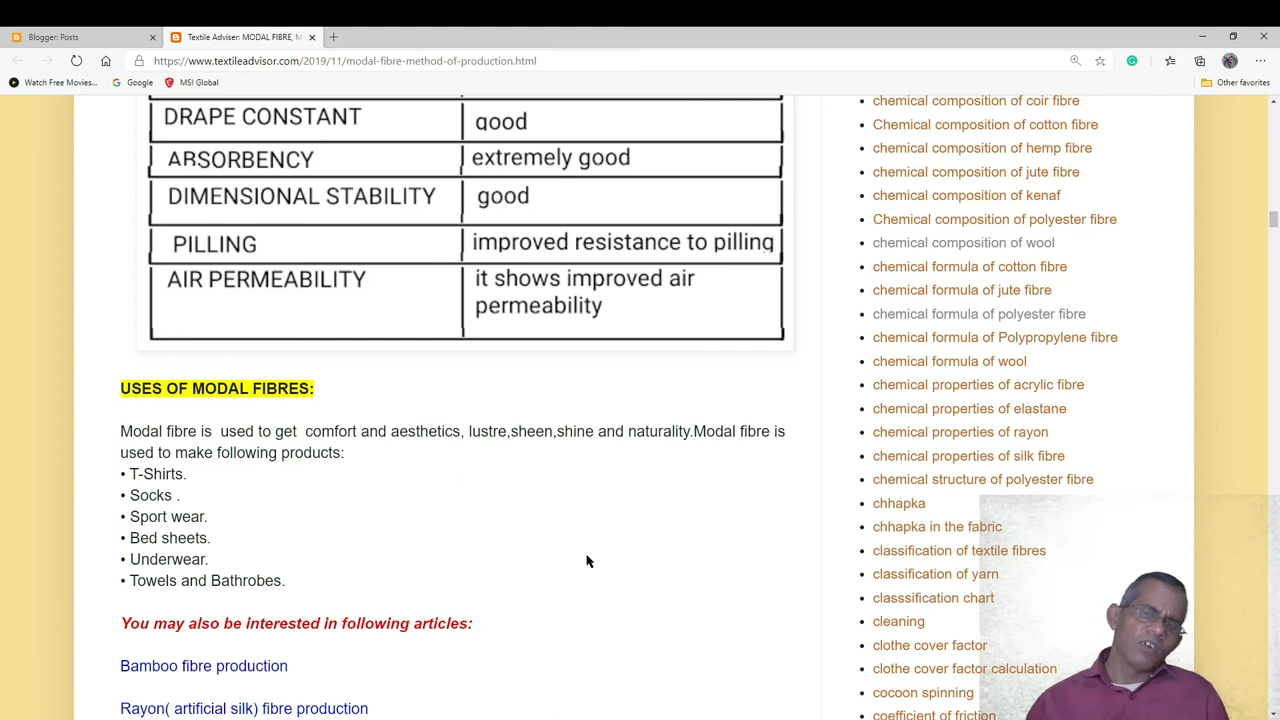 Blogger: Posts
Textile Adviser: MODAL FIBRE, M
https://www.textileadvisor.com/2019/11/modal-fibre-method-of-production.html
Watch Free Movies...
Google
MSI Global
Other favorites
DRAPE CONSTANT good
ABSORBENCY extremely good
DIMENSIONAL STABILITY good
PILLING improved resistance to pilling
AIR PERMEABILITY it shows improved air
permeability
USES OF MODAL FIBRES:
Modal fibre is used to get comfort and aesthetics, lustre,sheen,shine and naturality.Modal fibre is
used to make following products:
• T-Shirts.
• Socks .
• Sport wear.
• Bed sheets.
• Underwear.
• Towels and Bathrobes.
You may also be interested in following articles:
Bamboo fibre production
Rayon( artificial silk) fibre production
• chemical composition of coir fibre
• Chemical composition of cotton fibre
• chemical composition of hemp fibre
• chemical composition of jute fibre
• chemical composition of kenaf
• Chemical composition of polyester fibre
• chemical composition of wool
• chemical formula of cotton fibre
• chemical formula of jute fibre
• chemical formula of polyester fibre
• chemical formula of Polypropylene fibre
• chemical formula of wool
• chemical properties of acrylic fibre
• chemical properties of elastane
• chemical properties of rayon
• chemical properties of silk fibre
• chemical structure of polyester fibre
• chhapka
• chhapka in the fabric
• classification of textile fibres
• classification of yarn
• classsification chart
• cleaning
• clothe cover factor
• clothe cover factor calculation
• cocoon spinning
• coefficient of friction